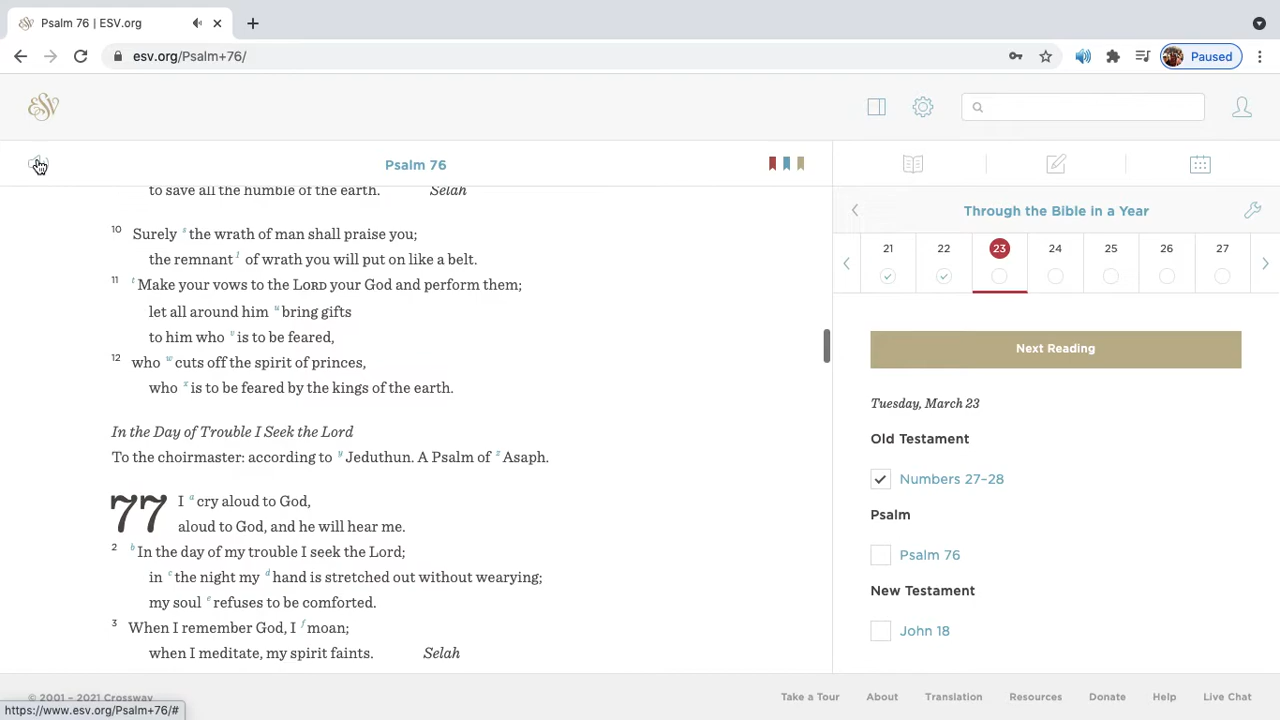 Psalm 76 | ESV.org
esv.org/Psalm+76/
Paused
ESV
Psalm 76
to save all the humble of the earth. Selah
10 Surely s the wrath of man shall praise you;
the remnant t of wrath you will put on like a belt.
11 t Make your vows to the LORD your God and perform them;
let all around him u bring gifts
to him who v is to be feared,
12 who w cuts off the spirit of princes,
who x is to be feared by the kings of the earth.
In the Day of Trouble I Seek the Lord
To the choirmaster: according to y Jeduthun. A Psalm of z Asaph.
77 I a cry aloud to God,
aloud to God, and he will hear me.
2 b In the day of my trouble I seek the Lord;
in c the night my d hand is stretched out without wearying;
my soul e refuses to be comforted.
3 When I remember God, I f moan;
when I meditate, my spirit faints. Selah
Through the Bible in a Year
21 22 23 24 25 26 27
Next Reading
Tuesday, March 23
Old Testament
Numbers 27–28
Psalm
Psalm 76
New Testament
John 18
© 2001 – 2021 Crossway
Take a Tour About Translation Resources Donate Help Live Chat
https://www.esv.org/Psalm+76/#